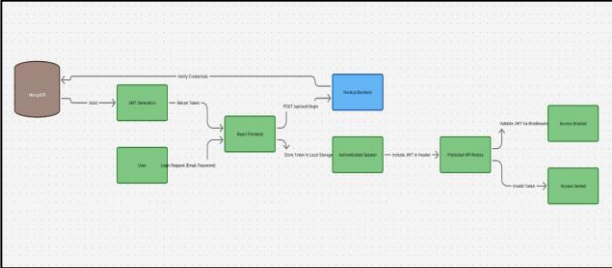 Verify Credentials
MongoDB
Valid
JWT Generation
Return Token
Node.js Backend
POST /api/auth/login
React Frontend
User
Login Request (Email, Password)
Store Token in Local Storage
Authenticated Session
Include JWT in Header
Protected API Routes
Validate JWT via Middleware
Access Granted
Invalid Token
Access Denied